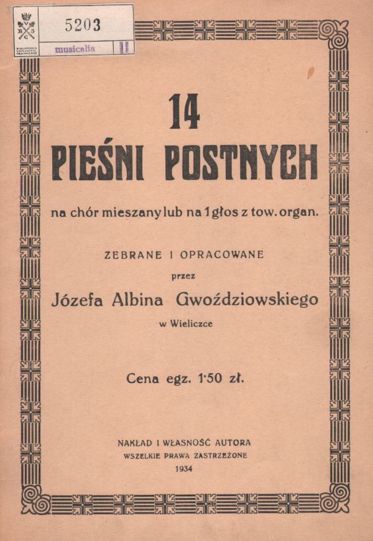 5203
musicalia II
14
PIEŚNI POSTNYCH
na chór mieszany lub na 1 głos z tow. organ.
ZEBRANE I OPRACOWANE
przez
Józefa Albina Gwoździowskiego
w Wieliczce
Cena egz. 1·50 zł.
NAKŁAD I WŁASNOŚĆ AUTORA
WSZELKIE PRAWA ZASTRZEŻONE
1934